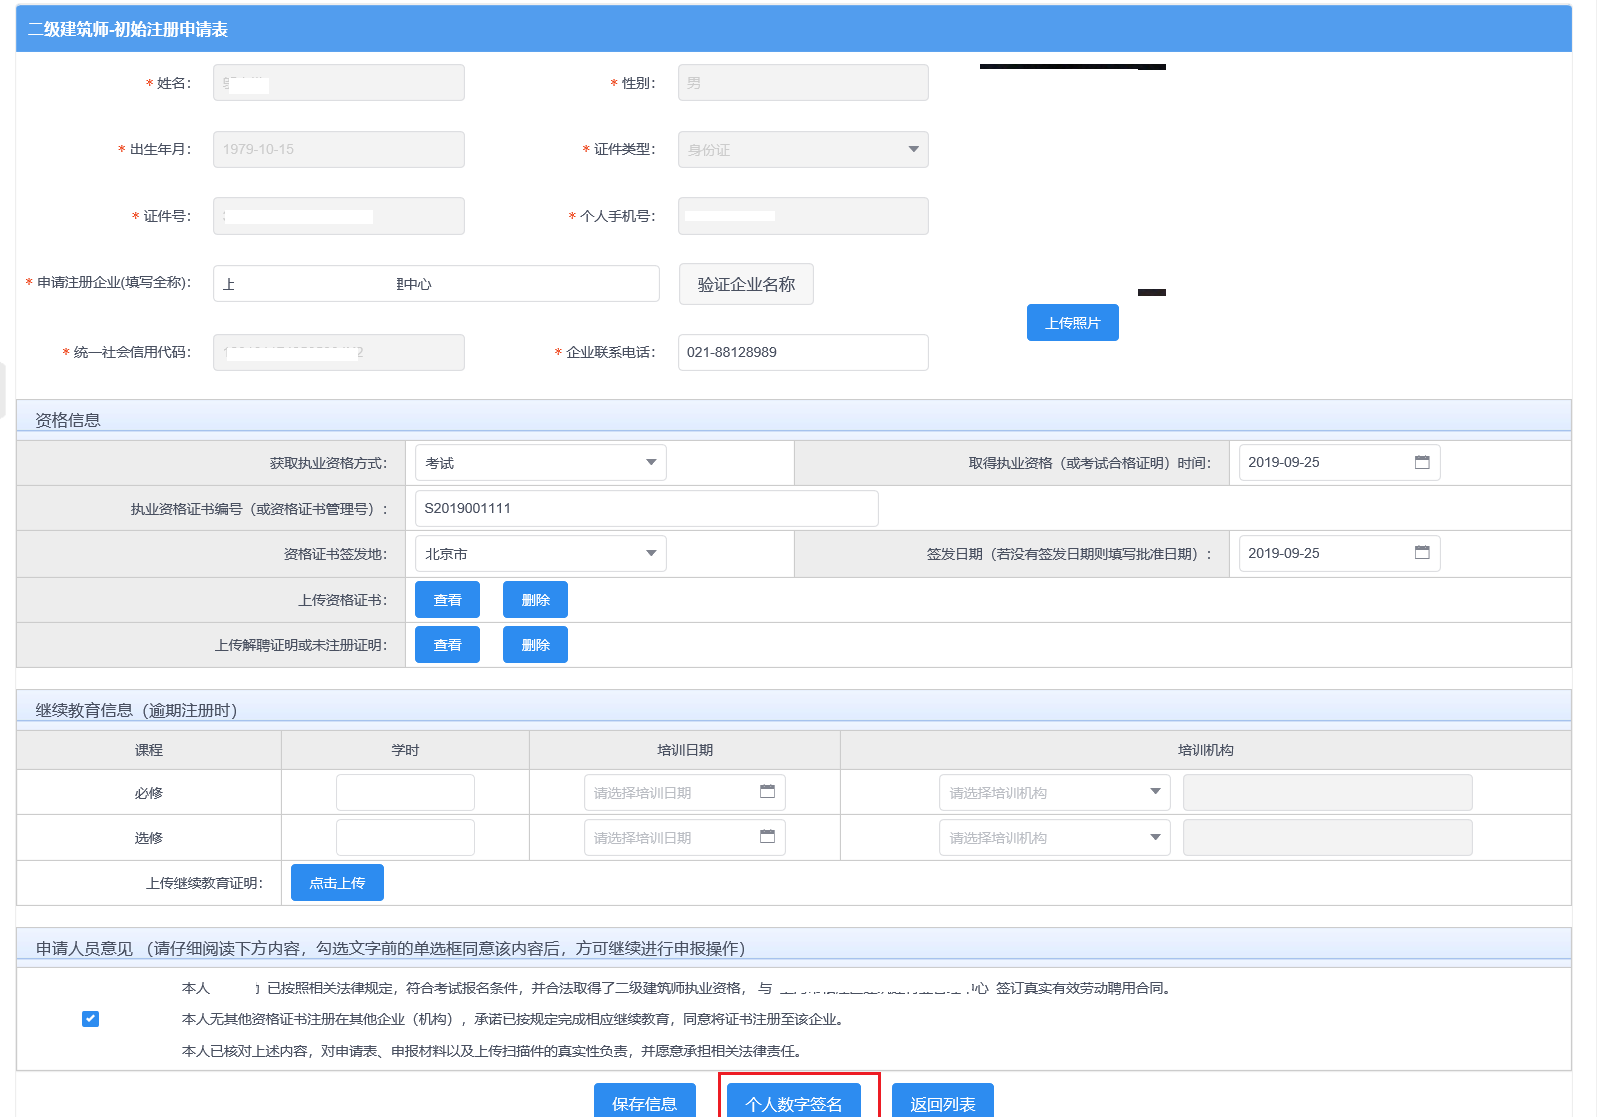 二级建筑师-初始注册申请表
* 姓名： * 性别： 男
* 出生年月： 1979-10-15 * 证件类型： 身份证
* 证件号： * 个人手机号：
* 申请注册企业(填写全称)： 上 理中心 验证企业名称
上传照片
* 统一社会信用代码： * 企业联系电话： 021-88128989
资格信息
获取执业资格方式： 考试 取得执业资格（或考试合格证明）时间： 2019-09-25
执业资格证书编号（或资格证书管理号）： S2019001111
资格证书签发地： 北京市 签发日期（若没有签发日期则填写批准日期）： 2019-09-25
上传资格证书： 查看 删除
上传解聘证明或未注册证明： 查看 删除
继续教育信息（逾期注册时）
课程 学时 培训日期 培训机构
必修 请选择培训日期 请选择培训机构
选修 请选择培训日期 请选择培训机构
上传继续教育证明： 点击上传
申请人员意见 （请仔细阅读下方内容，勾选文字前的单选框同意该内容后，方可继续进行申报操作）
本人 已按照相关法律规定，符合考试报名条件，并合法取得了二级建筑师执业资格， 与 中心 签订真实有效劳动聘用合同。
本人无其他资格证书注册在其他企业（机构），承诺已按规定完成相应继续教育，同意将证书注册至该企业。
本人已核对上述内容，对申请表、申报材料以及上传扫描件的真实性负责，并愿意承担相关法律责任。
保存信息 个人数字签名 返回列表